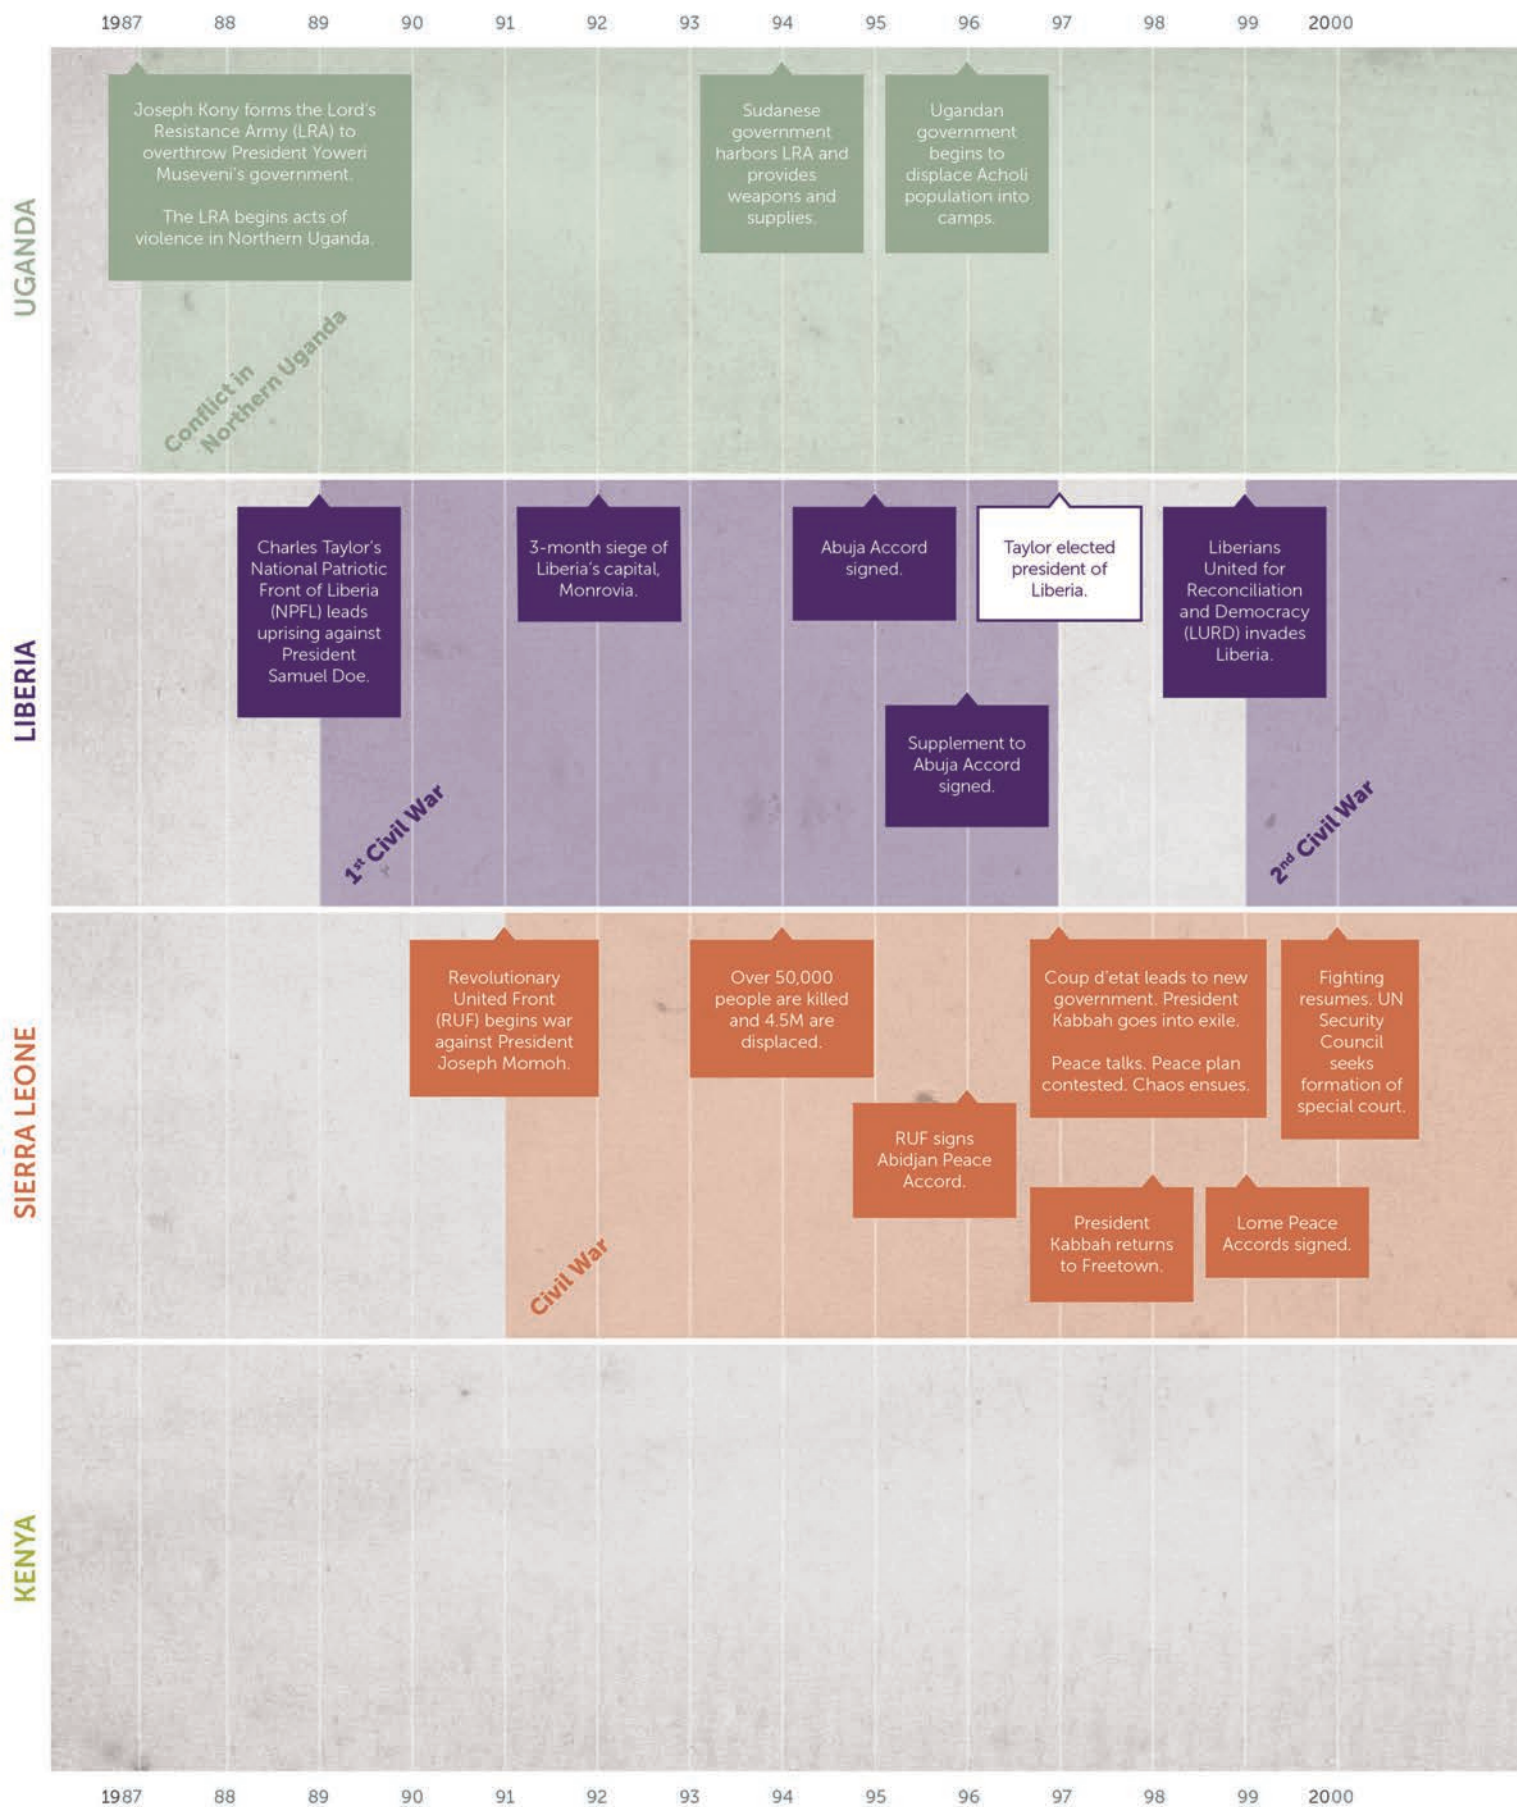 1987 88 89 90 91 92 93 94 95 96 97 98 99 2000
UGANDA
Joseph Kony forms the Lord's
Resistance Army (LRA) to
overthrow President Yoweri
Museveni's government.
The LRA begins acts of
violence in Northern Uganda.
Sudanese
government
harbors LRA and
provides
weapons and
supplies.
Ugandan
government
begins to
displace Acholi
population into
camps.
Conflict in
Northern Uganda
LIBERIA
Charles Taylor's
National Patriotic
Front of Liberia
(NPFL) leads
uprising against
President
Samuel Doe.
3-month siege of
Liberia's capital,
Monrovia.
Abuja Accord
signed.
Taylor elected
president of
Liberia.
Liberians
United for
Reconciliation
and Democracy
(LURD) invades
Liberia.
Supplement to
Abuja Accord
signed.
1st Civil War
2nd Civil War
SIERRA LEONE
Revolutionary
United Front
(RUF) begins war
against President
Joseph Momoh.
Over 50,000
people are killed
and 4.5M are
displaced.
RUF signs
Abidjan Peace
Accord.
Coup d'etat leads to new
government. President
Kabbah goes into exile.
Peace talks. Peace plan
contested. Chaos ensues.
Fighting
resumes. UN
Security
Council
seeks
formation of
special court.
President
Kabbah returns
to Freetown.
Lome Peace
Accords signed.
Civil War
KENYA
1987 88 89 90 91 92 93 94 95 96 97 98 99 2000